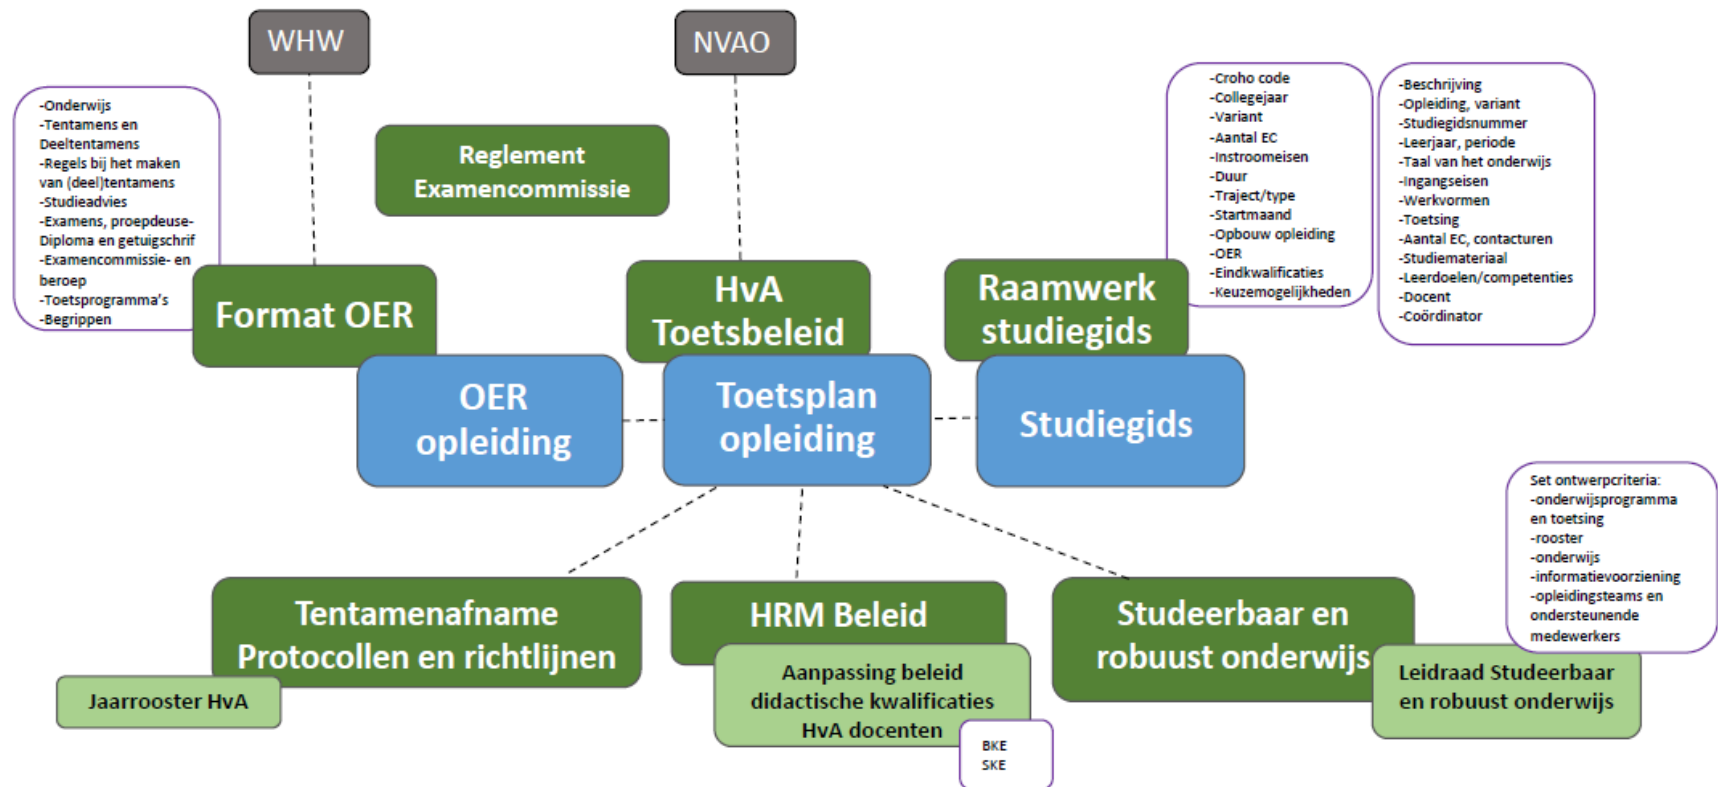 WHW
NVAO
-Onderwijs
-Tentamens en
Deeltentamens
-Regels bij het maken
van (deel)tentamens
-Studieadvies
-Examens, proepdeuse-
Diploma en getuigschrif
-Examencommissie- en
beroep
-Toetsprogramma's
-Begrippen
Reglement
Examencommissie
-Croho code
-Collegejaar
-Variant
-Aantal EC
-Instroomeisen
-Duur
-Traject/type
-Startmaand
-Opbouw opleiding
-OER
-Eindkwalificaties
-Keuzemogelijkheden
-Beschrijving
-Opleiding, variant
-Studiegidsnummer
-Leerjaar, periode
-Taal van het onderwijs
-Ingangseisen
-Werkvormen
-Toetsing
-Aantal EC, contacturen
-Studiemateriaal
-Leerdoelen/competenties
-Docent
-Coördinator
Format OER
HvA
Toetsbeleid
Raamwerk
studiegids
OER
opleiding
Toetsplan
opleiding
Studiegids
Set ontwerpcriteria:
-onderwijsprogramma
en toetsing
-rooster
-onderwijs
-informatievoorziening
-opleidingsteams en
ondersteunende
medewerkers
Tentamenafname
Protocollen en richtlijnen
HRM Beleid
Studeerbaar en
robuust onderwijs
Jaarrooster HvA
Aanpassing beleid
didactische kwalificaties
HvA docenten
Leidraad Studeerbaar
en robuust onderwijs
BKE
SKE